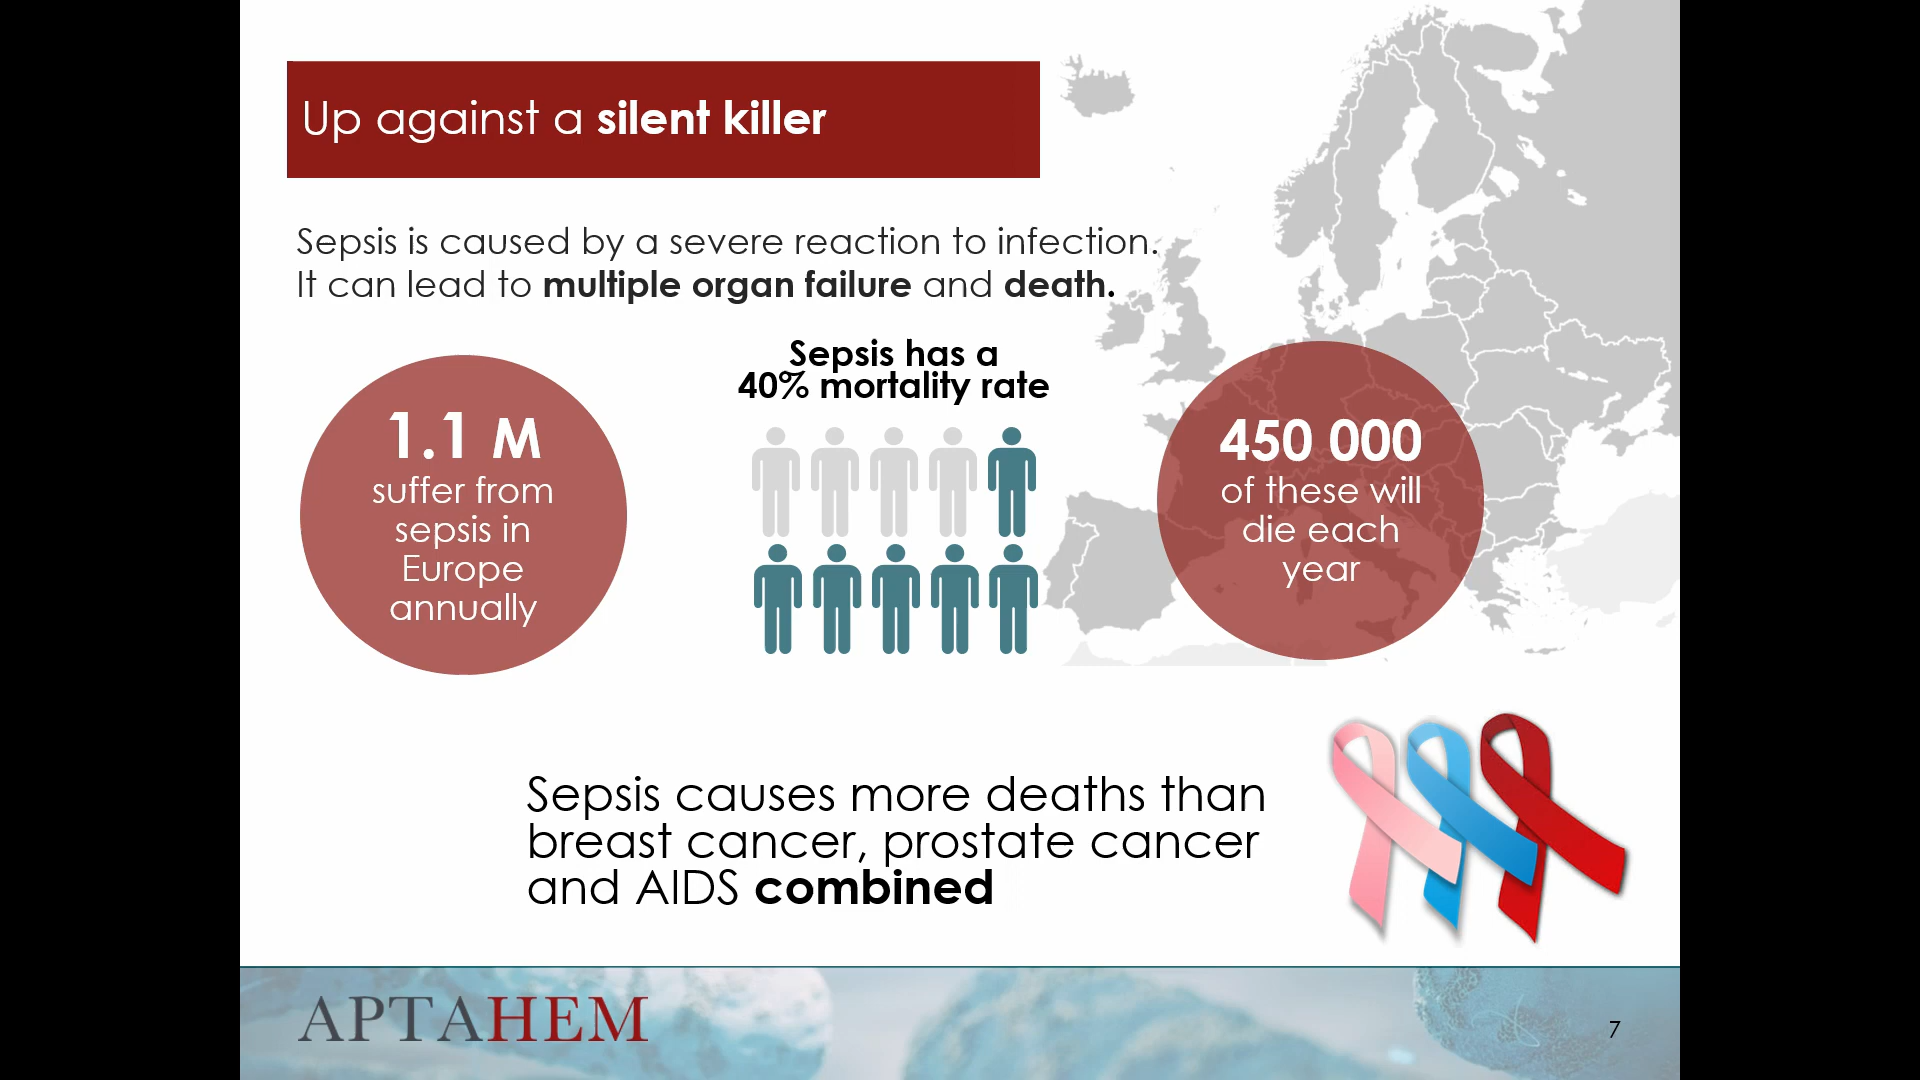 Up against a silent killer
Sepsis is caused by a severe reaction to infection.
It can lead to multiple organ failure and death.
Sepsis has a
40% mortality rate
1.1 M
suffer from
sepsis in
Europe
annually
450 000
of these will
die each
year
Sepsis causes more deaths than
breast cancer, prostate cancer
and AIDS combined
APTAHEM
7